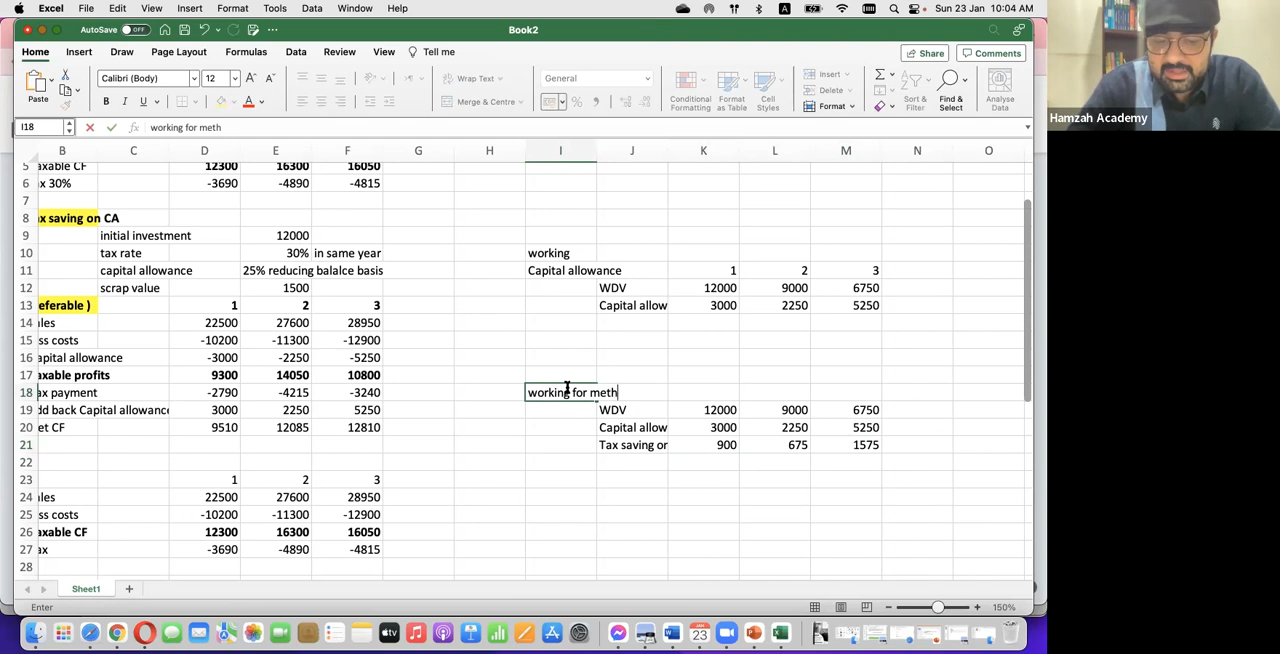 Excel File Edit View Insert Format Tools Data Window Help A Sun 23 Jan 10:04 AM
AutoSave OFF Book2
Home Insert Draw Page Layout Formulas Data Review View Tell me Share Comments
Paste Calibri (Body) 12 A A Wrap Text General Insert Delete Format
B I U A Merge & Centre % Conditional Formatting Format as Table Cell Styles Sort & Filter Find & Select Analyse Data
Hamzah Academy
I18 fx working for meth
B C D E F G H I J K L M N O
5 axable CF 12300 16300 16050
6 x 30% -3690 -4890 -4815
7
8 x saving on CA
9 initial investment 12000
10 tax rate 30% in same year working
11 capital allowance 25% reducing balalce basis Capital allowance 1 2 3
12 scrap value 1500 WDV 12000 9000 6750
13 eferable ) 1 2 3 Capital allow 3000 2250 5250
14 les 22500 27600 28950
15 ss costs -10200 -11300 -12900
16 apital allowance -3000 -2250 -5250
17 axable profits 9300 14050 10800
18 ax payment -2790 -4215 -3240 working for meth
19 dd back Capital allowance 3000 2250 5250 WDV 12000 9000 6750
20 et CF 9510 12085 12810 Capital allow 3000 2250 5250
21 Tax saving or 900 675 1575
22
23 1 2 3
24 les 22500 27600 28950
25 ss costs -10200 -11300 -12900
26 axable CF 12300 16300 16050
27 ax -3690 -4890 -4815
28
Sheet1
Enter 150%